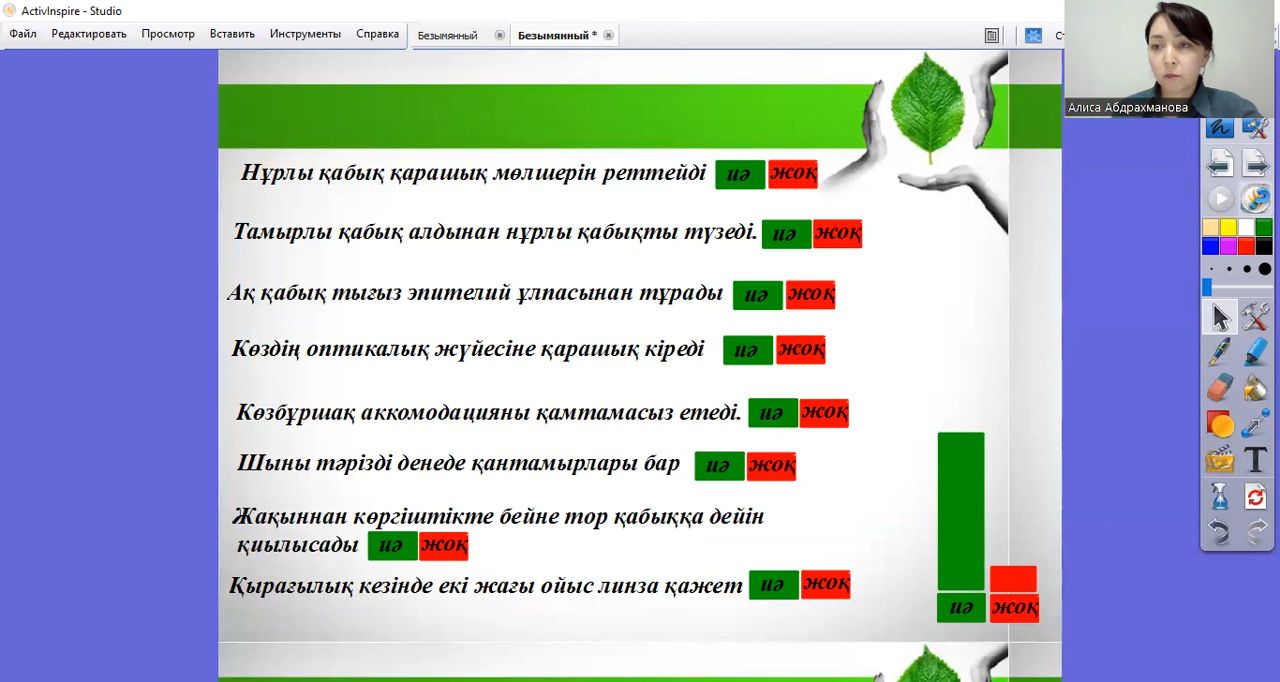 ActivInspire - Studio
Файл Редактировать Просмотр Вставить Инструменты Справка
Безымянный Безымянный *
Алиса Абдрахманова
Нұрлы қабық қарашық мөлшерін реттейді иә жоқ
Тамырлы қабық алдынан нұрлы қабықты түзеді. иә жоқ
Ақ қабық тығыз эпителий ұлпасынан тұрады иә жоқ
Көздің оптикалық жүйесіне қарашық кіреді иә жоқ
Көзбұршақ аккомодацияны қамтамасыз етеді. иә жоқ
Шыны тәрізді денеде қантамырлары бар иә жоқ
Жақыннан көргіштікте бейне тор қабыққа дейін
қиылысады иә жоқ
Қырағылық кезінде екі жағы ойыс линза қажет иә жоқ
иә жоқ